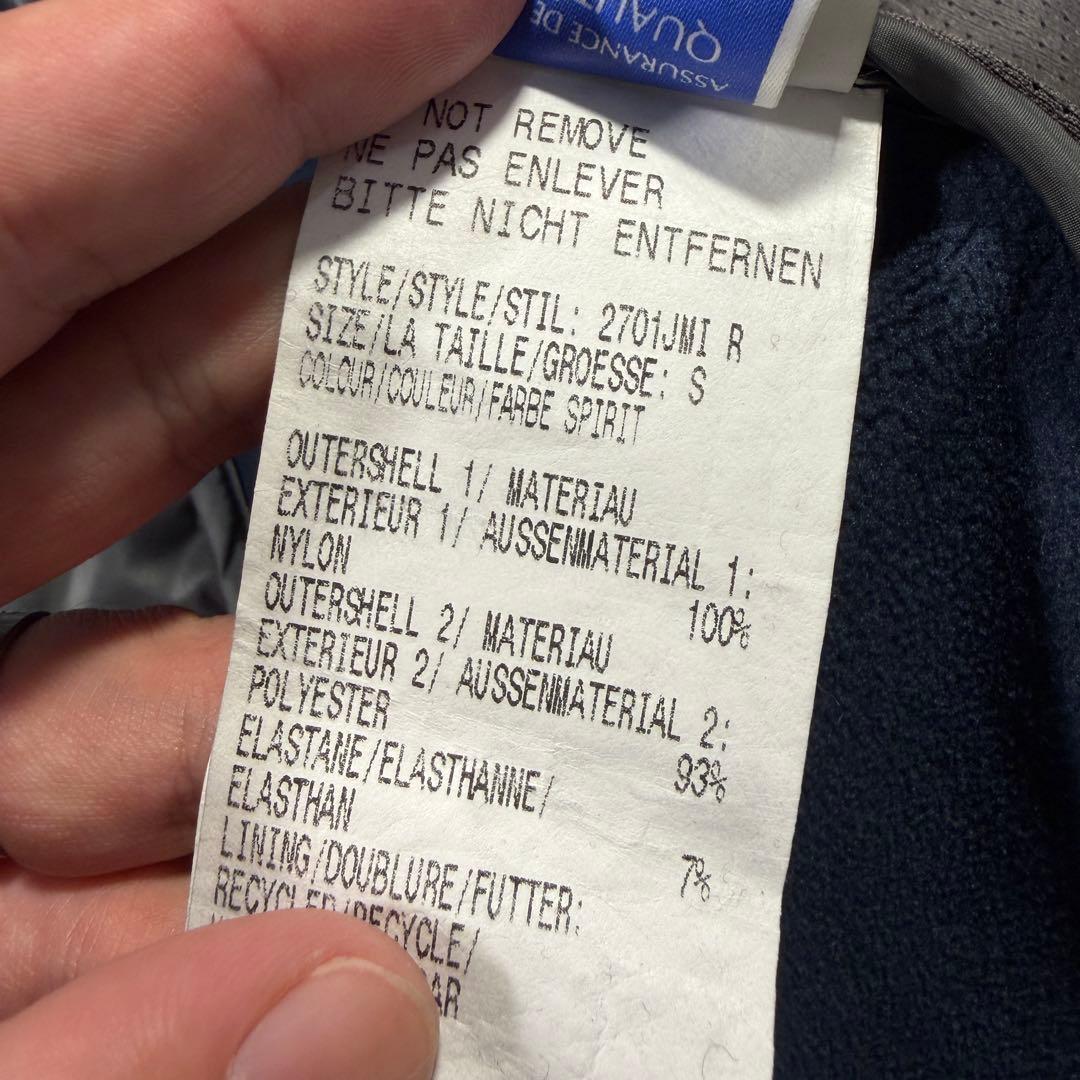 ASSURANCE DE
QUALIT
NOT REMOVE
NE PAS ENLEVER
BITTE NICHT ENTFERNEN
STYLE/STYLE/STIL: 2701JMI R
SIZE/LA TAILLE/GROESSE: S
COLOUR/COULEUR/FARBE SPIRIT
OUTERSHELL 1/ MATERIAU
EXTERIEUR 1/ AUSSENMATERIAL 1:
NYLON 100%
OUTERSHELL 2/ MATERIAU
EXTERIEUR 2/ AUSSENMATERIAL 2:
POLYESTER 93%
ELASTANE/ELASTHANNE/
ELASTHAN 7%
LINING/DOUBLURE/FUTTER:
RECYCLED/RECYCLE/
AR